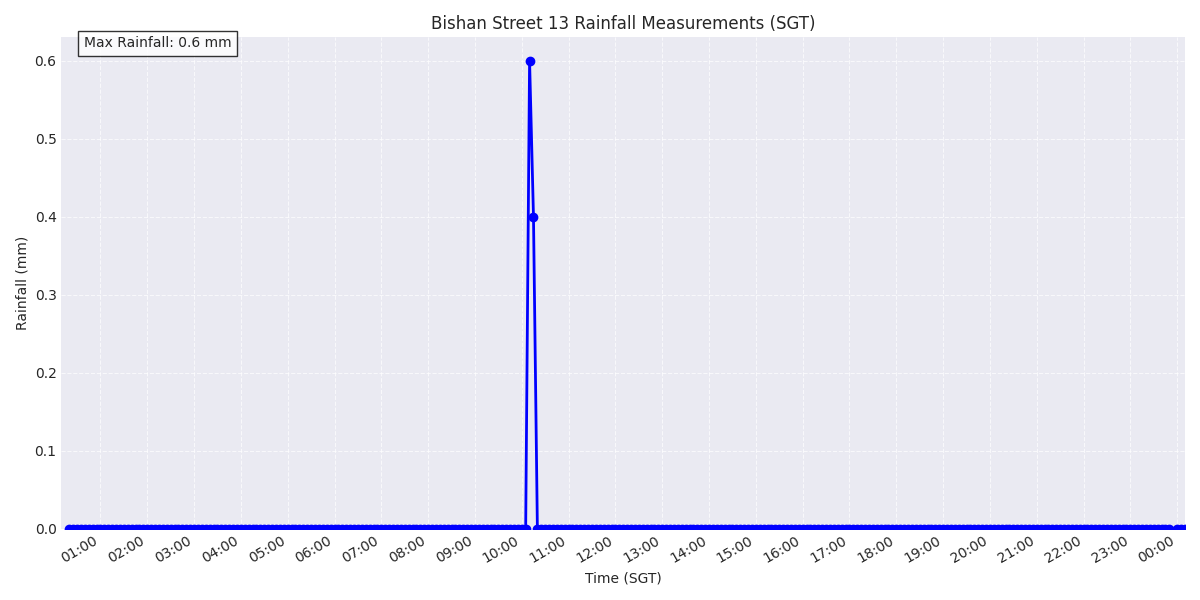 Bishan Street 13 Rainfall Measurements (SGT)
Max Rainfall: 0.6 mm
0.6
0.5
0.4
0.3
0.2
0.1
0.0
Rainfall (mm)
01:00 02:00 03:00 04:00 05:00 06:00 07:00 08:00 09:00 10:00 11:00 12:00 13:00 14:00 15:00 16:00 17:00 18:00 19:00 20:00 21:00 22:00 23:00 00:00
Time (SGT)